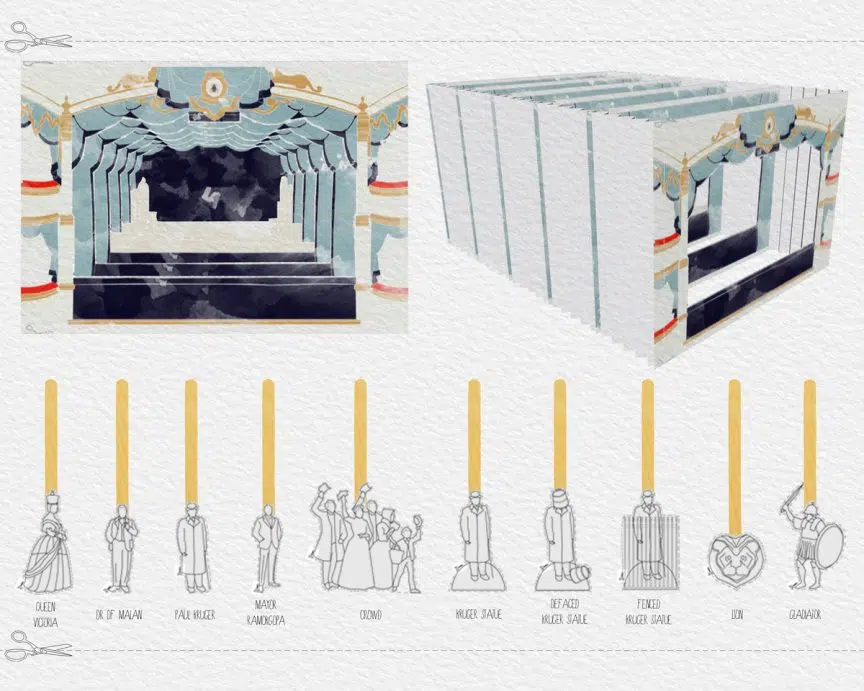 QUEEN
VICTORIA
DR DF MALAN
PAUL KRUGER
MAYOR
RAMOKGOPA
CROWD
KRUGER STATUE
DEFACED
KRUGER STATUE
FENCED
KRUGER STATUE
LION
GLADIATOR